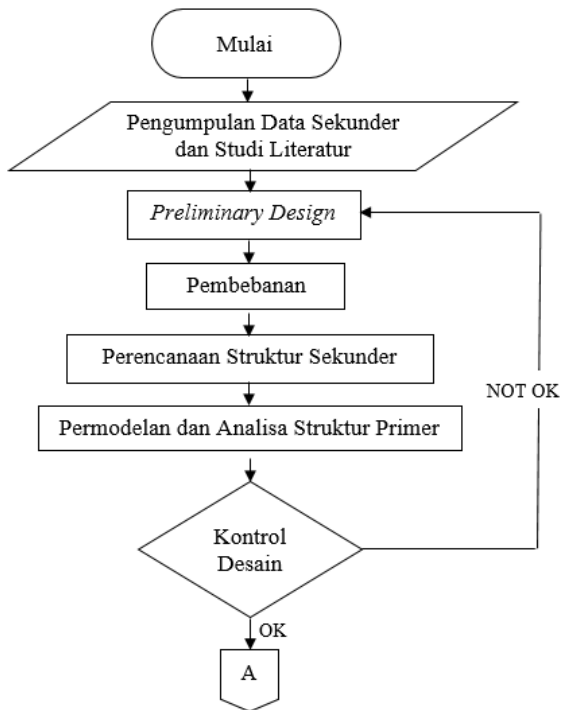 Mulai
Pengumpulan Data Sekunder
dan Studi Literatur
Preliminary Design
Pembebanan
Perencanaan Struktur Sekunder
NOT OK
Permodelan dan Analisa Struktur Primer
Kontrol
Desain
OK
A